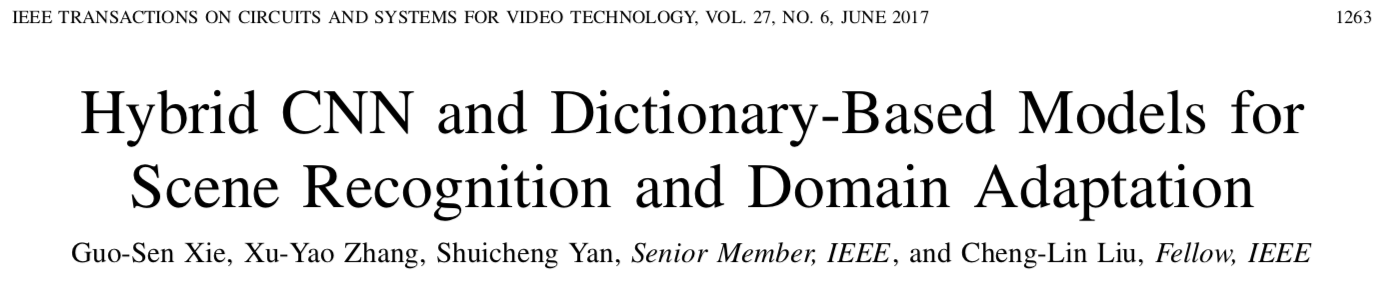 IEEE TRANSACTIONS ON CIRCUITS AND SYSTEMS FOR VIDEO TECHNOLOGY, VOL. 27, NO. 6, JUNE 2017 1263
Hybrid CNN and Dictionary-Based Models for
Scene Recognition and Domain Adaptation
Guo-Sen Xie, Xu-Yao Zhang, Shuicheng Yan, Senior Member, IEEE, and Cheng-Lin Liu, Fellow, IEEE